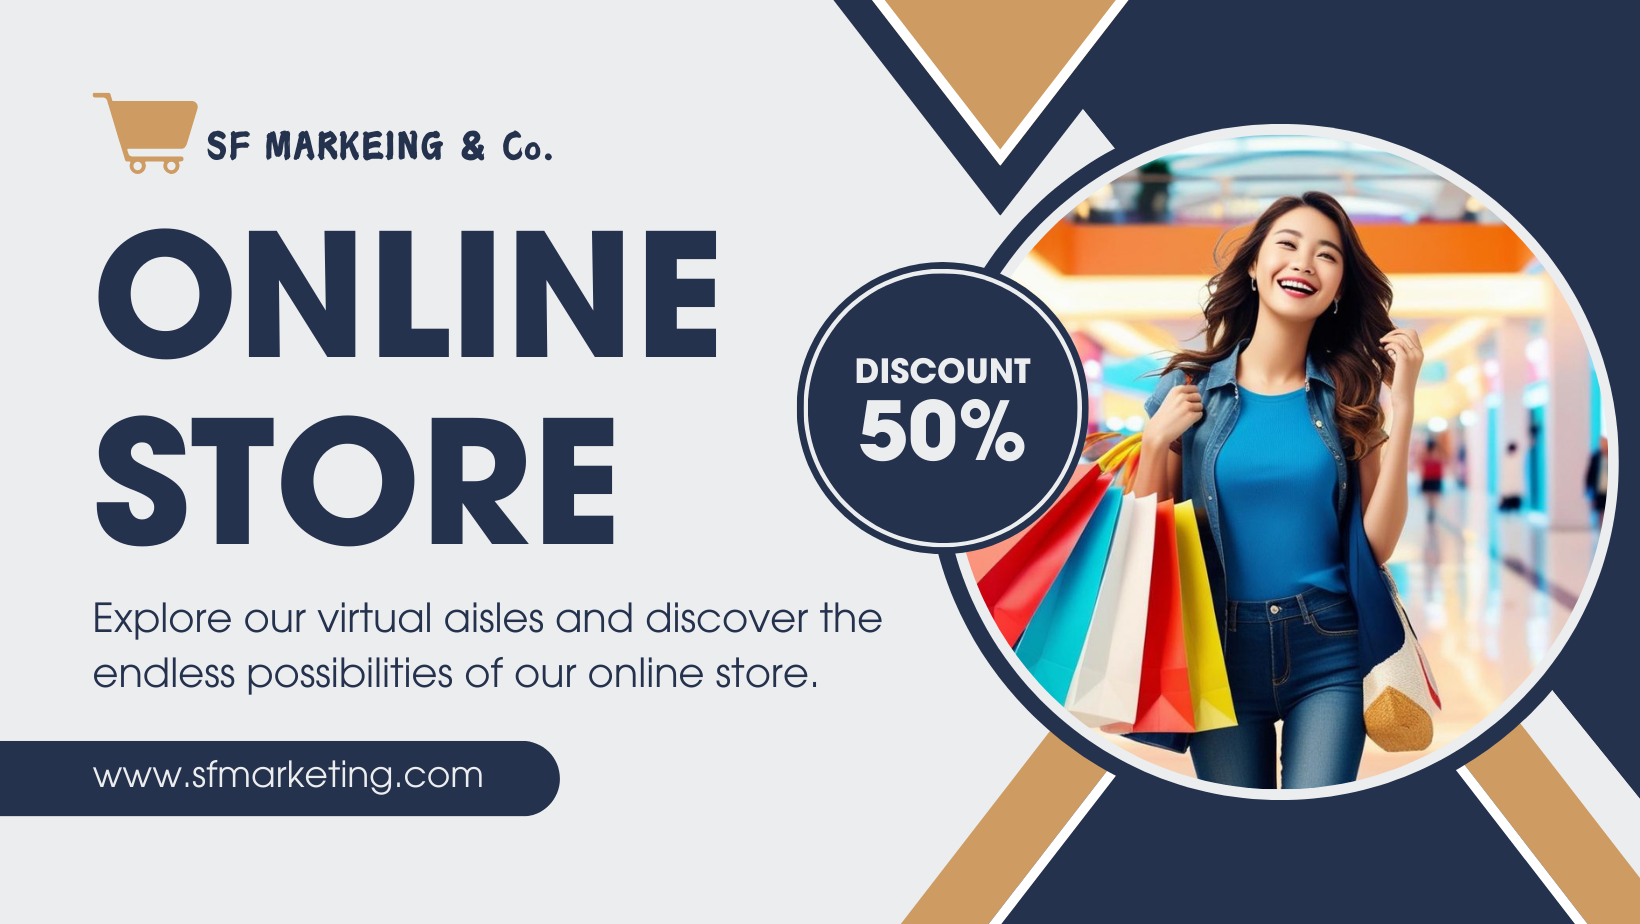 SF MARKEING & Co.
ONLINE
STORE
Explore our virtual aisles and discover the
endless possibilities of our online store.
www.sfmarketing.com
DISCOUNT
50%